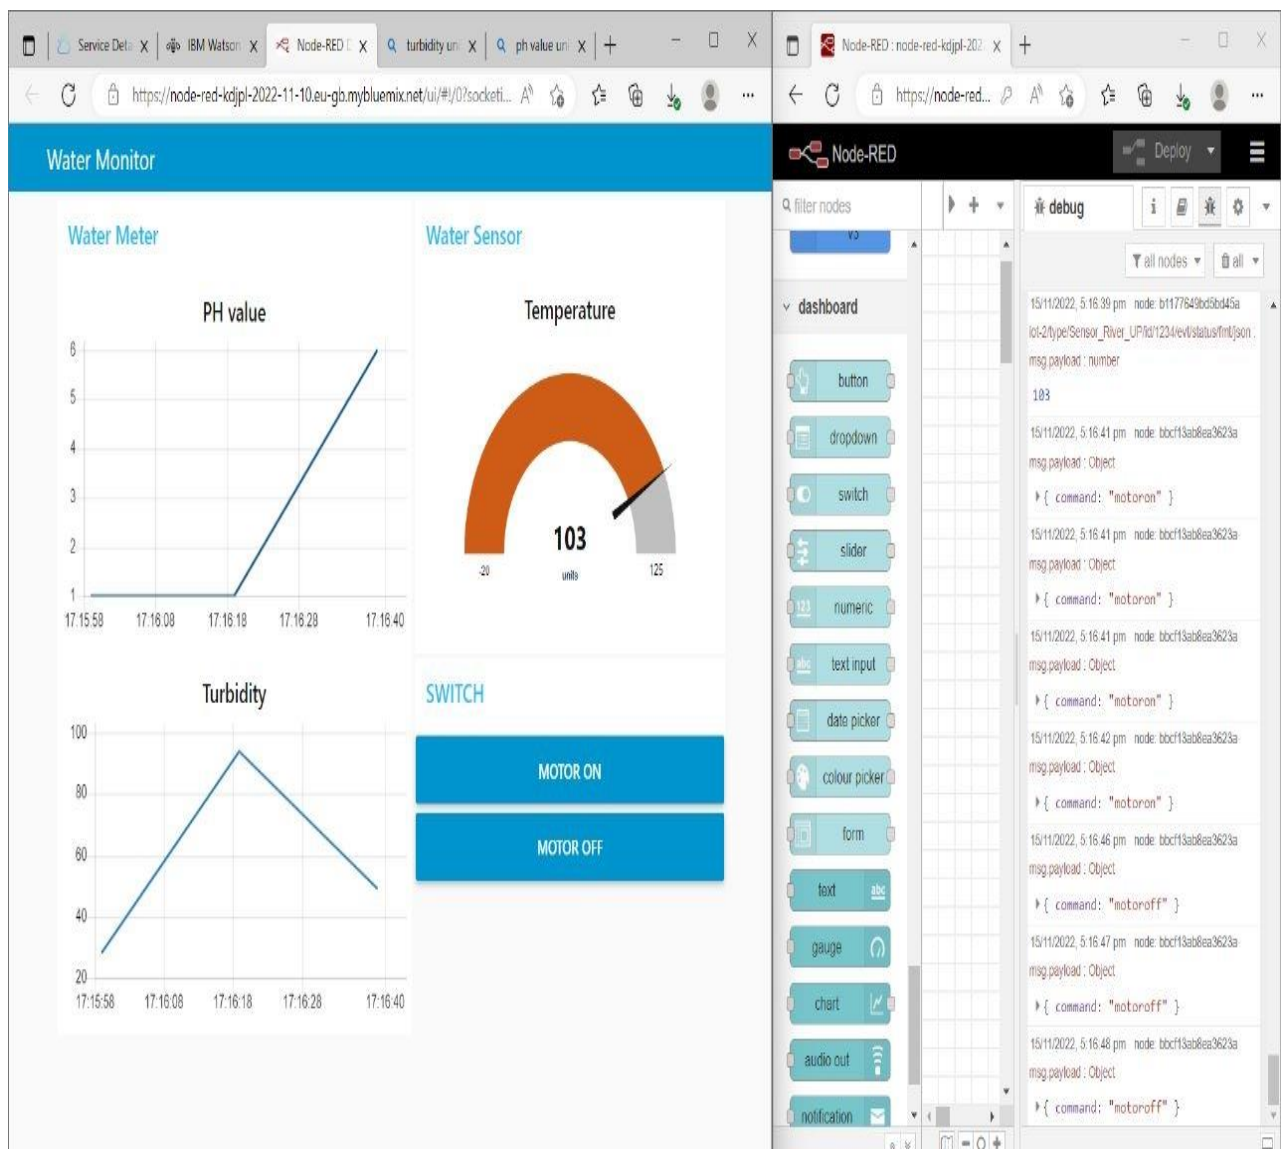 Service Deta X
IBM Watson X
Node-RED D X
turbidity un X
ph value uni X
https://node-red-kdjpl-2022-11-10.eu-gb.mybluemix.net/ui/#!/0?socketi...
Water Monitor
Water Meter
PH value
6
5
4
3
2
1
17:15:58 17:16:08 17:16:18 17:16:28 17:16:40
Turbidity
100
80
60
40
20
17:15:58 17:16:08 17:16:18 17:16:28 17:16:40
Water Sensor
Temperature
103
units
-20
125
SWITCH
MOTOR ON
MOTOR OFF
Node-RED : node-red-kdjpl-202 X
https://node-red...
Node-RED
Deploy
filter nodes
v3
dashboard
button
dropdown
switch
slider
123 numeric
abc text input
date picker
colour picker
form
text abc
gauge
chart
audio out
notification
debug
i
all nodes
all
15/11/2022, 5:16:39 pm node: b1177649bd5bd45a
iot-2/type/Sensor_River_UP/id/1234/evt/status/fmt/json :
msg.payload : number
103
15/11/2022, 5:16:41 pm node: bbcf13ab8ea3623a
msg.payload : Object
{ command: "motoron" }
15/11/2022, 5:16:41 pm node: bbcf13ab8ea3623a
msg.payload : Object
{ command: "motoron" }
15/11/2022, 5:16:41 pm node: bbcf13ab8ea3623a
msg.payload : Object
{ command: "motoron" }
15/11/2022, 5:16:42 pm node: bbcf13ab8ea3623a
msg.payload : Object
{ command: "motoron" }
15/11/2022, 5:16:46 pm node: bbcf13ab8ea3623a
msg.payload : Object
{ command: "motoroff" }
15/11/2022, 5:16:47 pm node: bbcf13ab8ea3623a
msg.payload : Object
{ command: "motoroff" }
15/11/2022, 5:16:48 pm node: bbcf13ab8ea3623a
msg.payload : Object
{ command: "motoroff" }